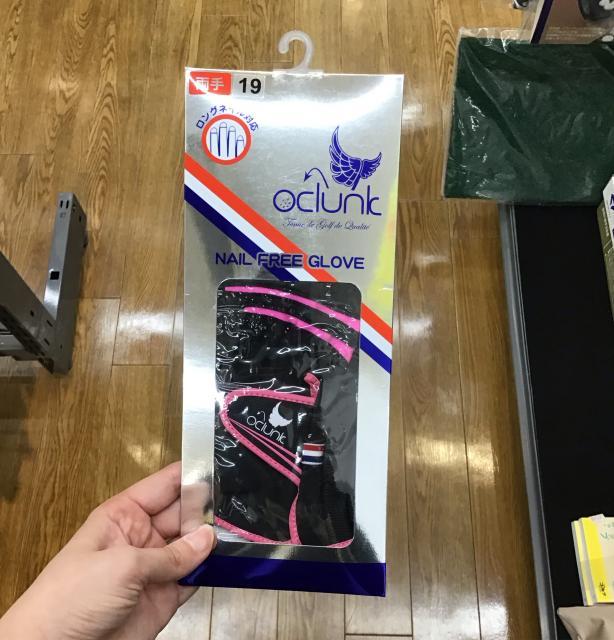 両手 19
ロングネイル対応
oclunk
Tenue de Golf de Qualité
NAIL FREE GLOVE
oclunk